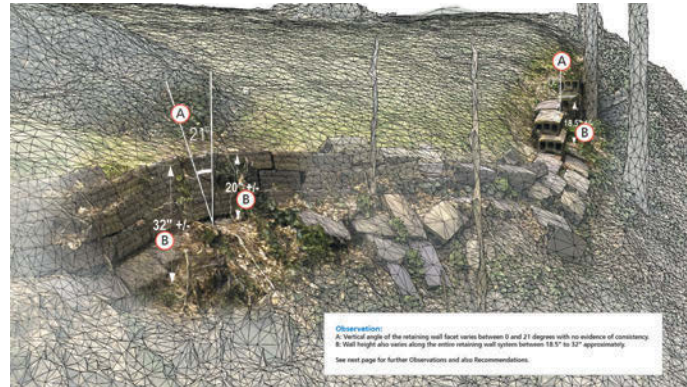 A
A
21°
18.5" +/-
B
20" +/-
B
32" +/-
B
Observation:
A: Vertical angle of the retaining wall facet varies between 0 and 21 degrees with no evidence of consistency.
B: Wall height also varies along the entire retaining wall system between 18.5" to 32" approximately.
See next page for further Observations and also Recommendations.